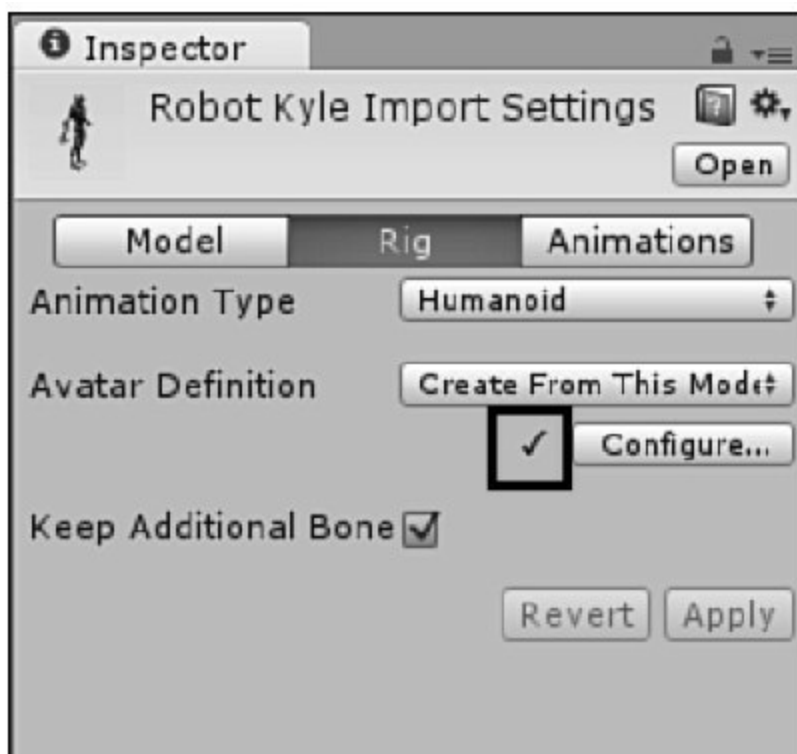 Inspector
Robot Kyle Import Settings
Open
Model Rig Animations
Animation Type Humanoid
Avatar Definition Create From This Mode
Configure...
Keep Additional Bone
Revert Apply